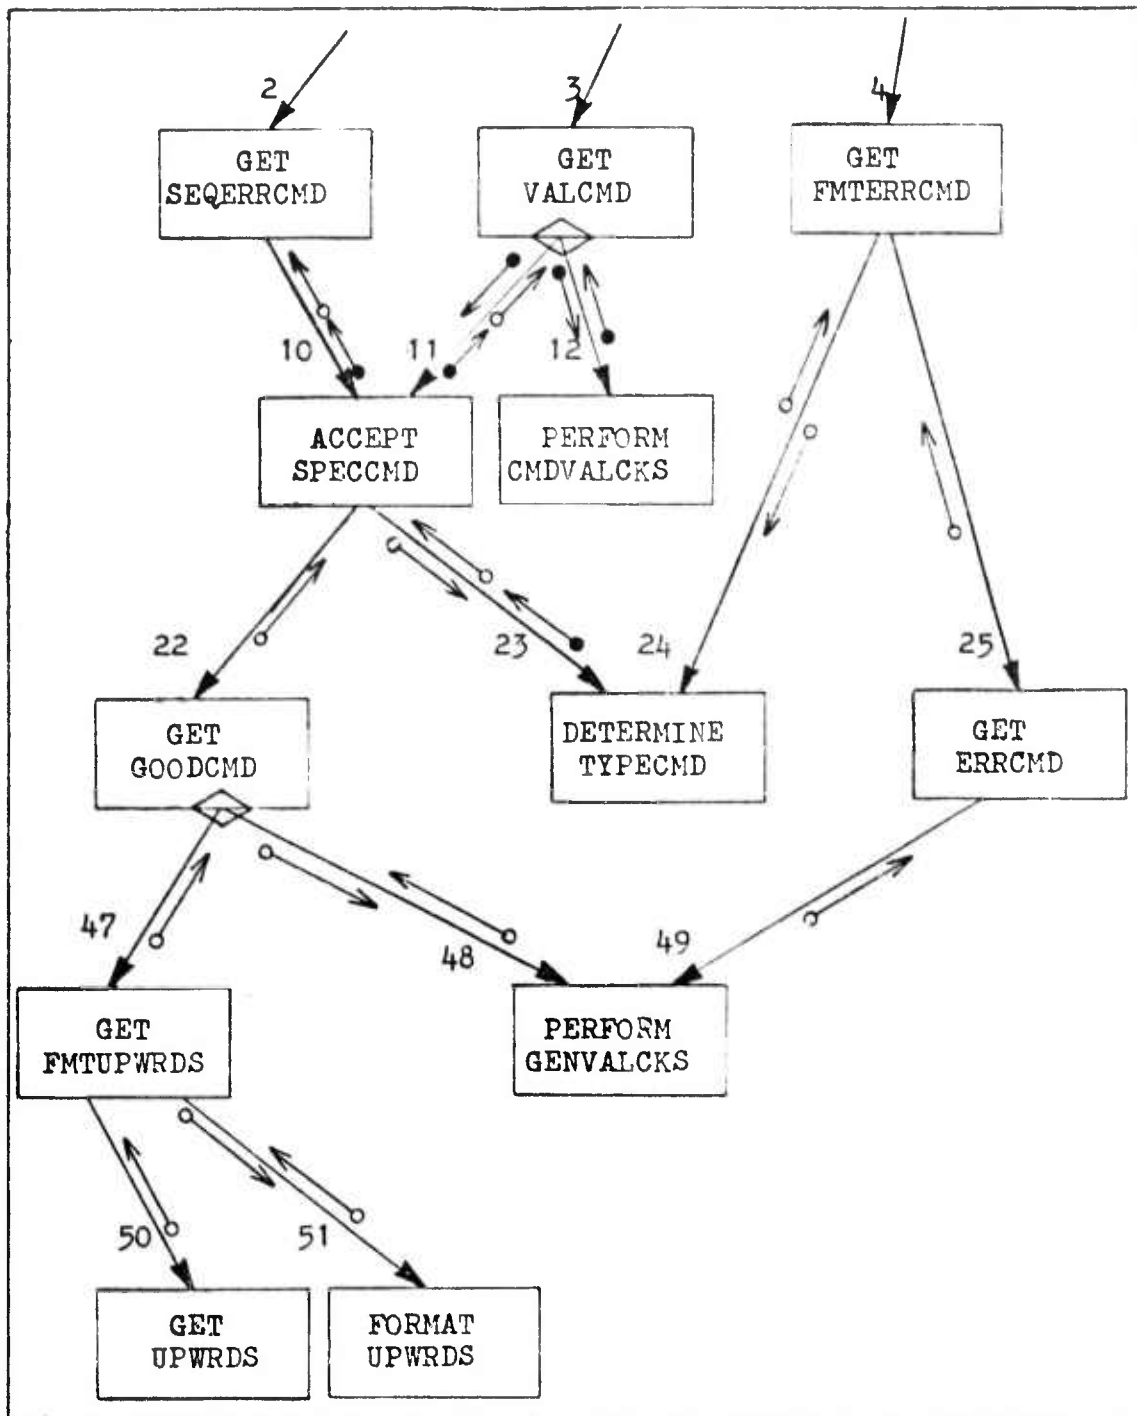 2
3
4
GET
SEQERRCMD
GET
VALCMD
GET
FMTERRCMD
10
11
12
ACCEPT
SPECCMD
PERFORM
CMDVALCKS
22
23
24
25
GET
GOODCMD
DETERMINE
TYPECMD
GET
ERRCMD
47
48
49
GET
FMTUPWRDS
PERFORM
GENVALCKS
50
51
GET
UPWRDS
FORMAT
UPWRDS